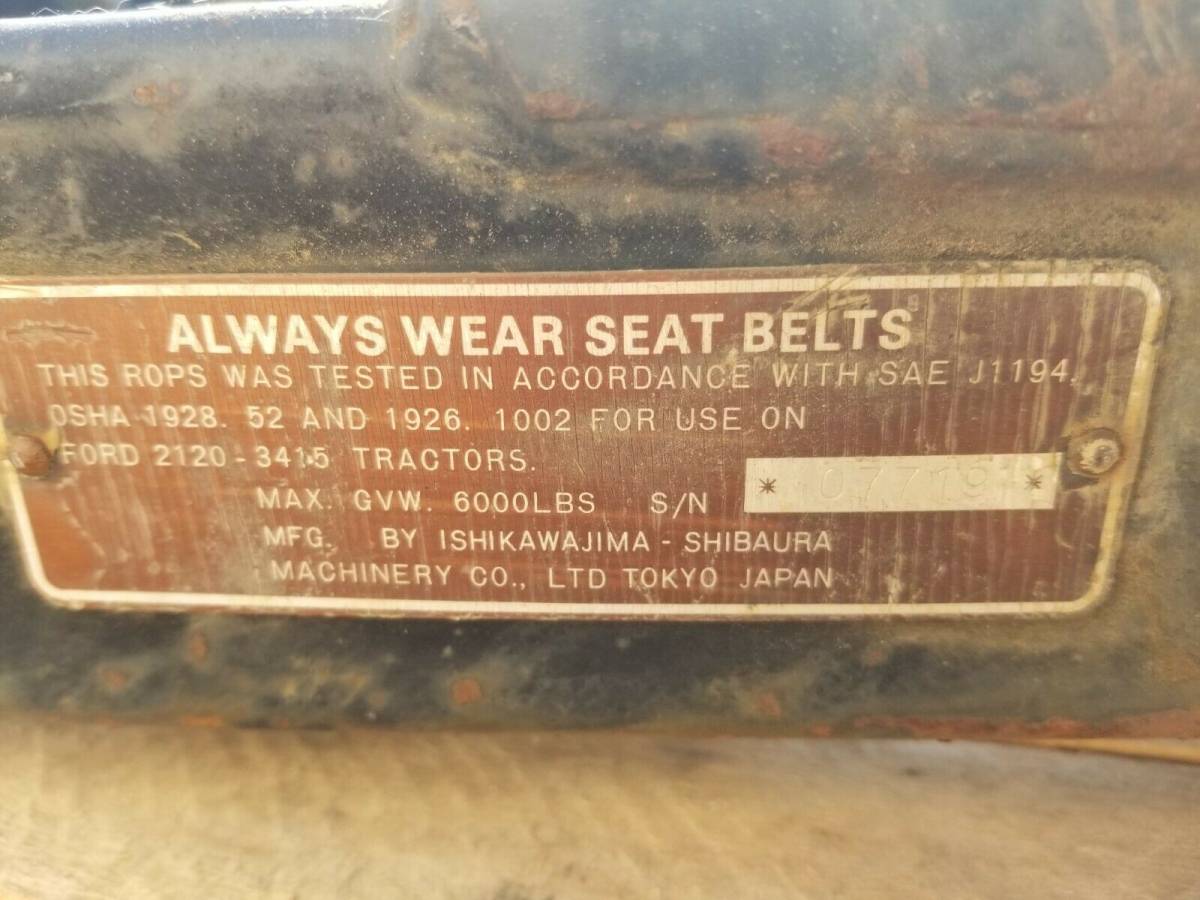 ALWAYS WEAR SEAT BELTS
THIS ROPS WAS TESTED IN ACCORDANCE WITH SAE J1194,
OSHA 1928. 52 AND 1926. 1002 FOR USE ON
FORD 2120-3415 TRACTORS.
MAX. GVW. 6000LBS S/N * 07719 *
MFG. BY ISHIKAWAJIMA-SHIBAURA
MACHINERY CO., LTD TOKYO JAPAN